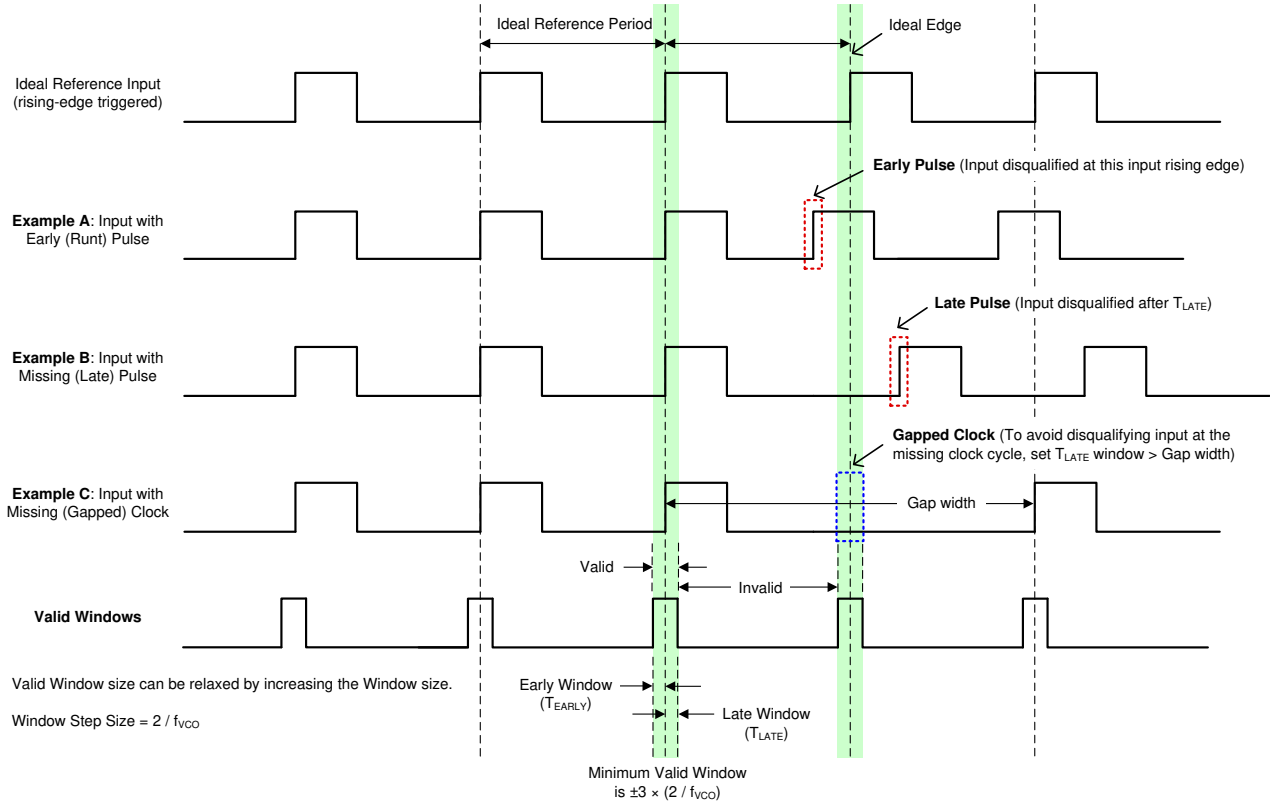 Ideal Reference Period
Ideal Edge
Ideal Reference Input
(rising-edge triggered)
Early Pulse (Input disqualified at this input rising edge)
Example A: Input with
Early (Runt) Pulse
Late Pulse (Input disqualified after TLATE)
Example B: Input with
Missing (Late) Pulse
Gapped Clock (To avoid disqualifying input at the
missing clock cycle, set TLATE window > Gap width)
Example C: Input with
Missing (Gapped) Clock
Gap width
Valid
Invalid
Valid Windows
Valid Window size can be relaxed by increasing the Window size.
Window Step Size = 2 / fVCO
Early Window
(TEARLY)
Late Window
(TLATE)
Minimum Valid Window
is ±3 × (2 / fVCO)